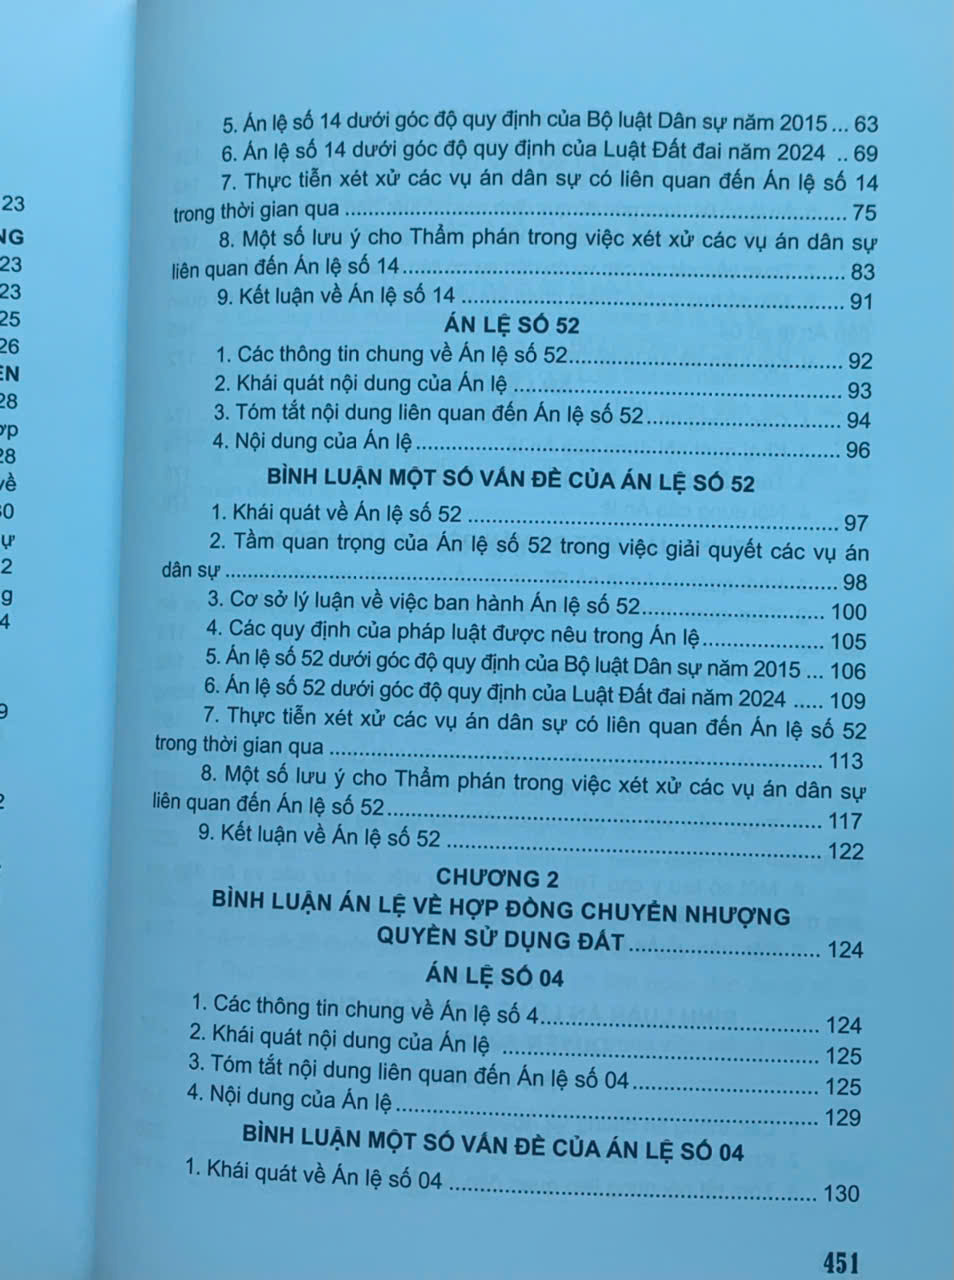 23
NG
23
23
25
26
ÊN
28
ợp
28
về
30
ự
2
g
4
9
2
5. Án lệ số 14 dưới góc độ quy định của Bộ luật Dân sự năm 2015 ... 63
6. Án lệ số 14 dưới góc độ quy định của Luật Đất đai năm 2024 .. 69
7. Thực tiễn xét xử các vụ án dân sự có liên quan đến Án lệ số 14
trong thời gian qua ........ 75
8. Một số lưu ý cho Thẩm phán trong việc xét xử các vụ án dân sự
liên quan đến Án lệ số 14 ........ 83
9. Kết luận về Án lệ số 14 ........ 91
ÁN LỆ SỐ 52
1. Các thông tin chung về Án lệ số 52 ........ 92
2. Khái quát nội dung của Án lệ ........ 93
3. Tóm tắt nội dung liên quan đến Án lệ số 52 ........ 94
4. Nội dung của Án lệ ........ 96
BÌNH LUẬN MỘT SỐ VẤN ĐỀ CỦA ÁN LỆ SỐ 52
1. Khái quát về Án lệ số 52 ........ 97
2. Tầm quan trọng của Án lệ số 52 trong việc giải quyết các vụ án
dân sự ........ 98
3. Cơ sở lý luận về việc ban hành Án lệ số 52 ........ 100
4. Các quy định của pháp luật được nêu trong Án lệ ........ 105
5. Án lệ số 52 dưới góc độ quy định của Bộ luật Dân sự năm 2015 ... 106
6. Án lệ số 52 dưới góc độ quy định của Luật Đất đai năm 2024 ..... 109
7. Thực tiễn xét xử các vụ án dân sự có liên quan đến Án lệ số 52
trong thời gian qua ........ 113
8. Một số lưu ý cho Thẩm phán trong việc xét xử các vụ án dân sự
liên quan đến Án lệ số 52 ........ 117
9. Kết luận về Án lệ số 52 ........ 122
CHƯƠNG 2
BÌNH LUẬN ÁN LỆ VỀ HỢP ĐỒNG CHUYỂN NHƯỢNG
QUYỀN SỬ DỤNG ĐẤT ........ 124
ÁN LỆ SỐ 04
1. Các thông tin chung về Án lệ số 4 ........ 124
2. Khái quát nội dung của Án lệ ........ 125
3. Tóm tắt nội dung liên quan đến Án lệ số 04 ........ 125
4. Nội dung của Án lệ ........ 129
BÌNH LUẬN MỘT SỐ VẤN ĐỀ CỦA ÁN LỆ SỐ 04
1. Khái quát về Án lệ số 04 ........ 130
451